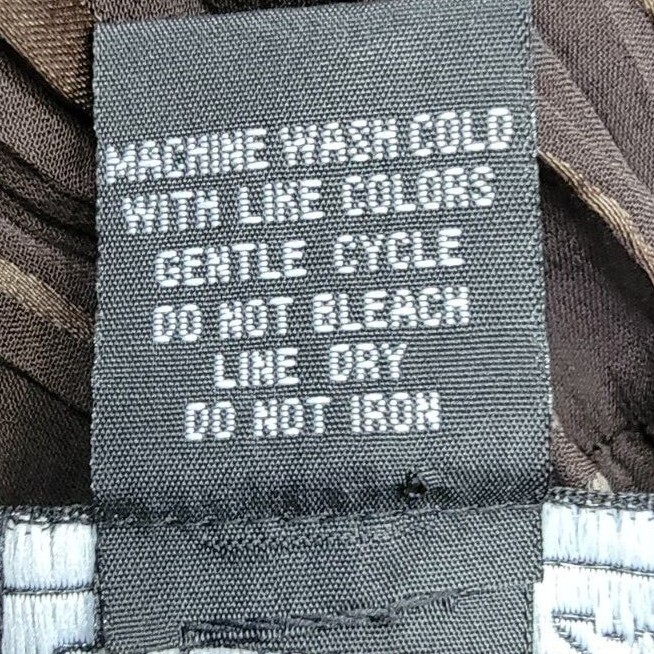 MACHINE WASH COLD
WITH LIKE COLORS
GENTLE CYCLE
DO NOT BLEACH
LINE DRY
DO NOT IRON